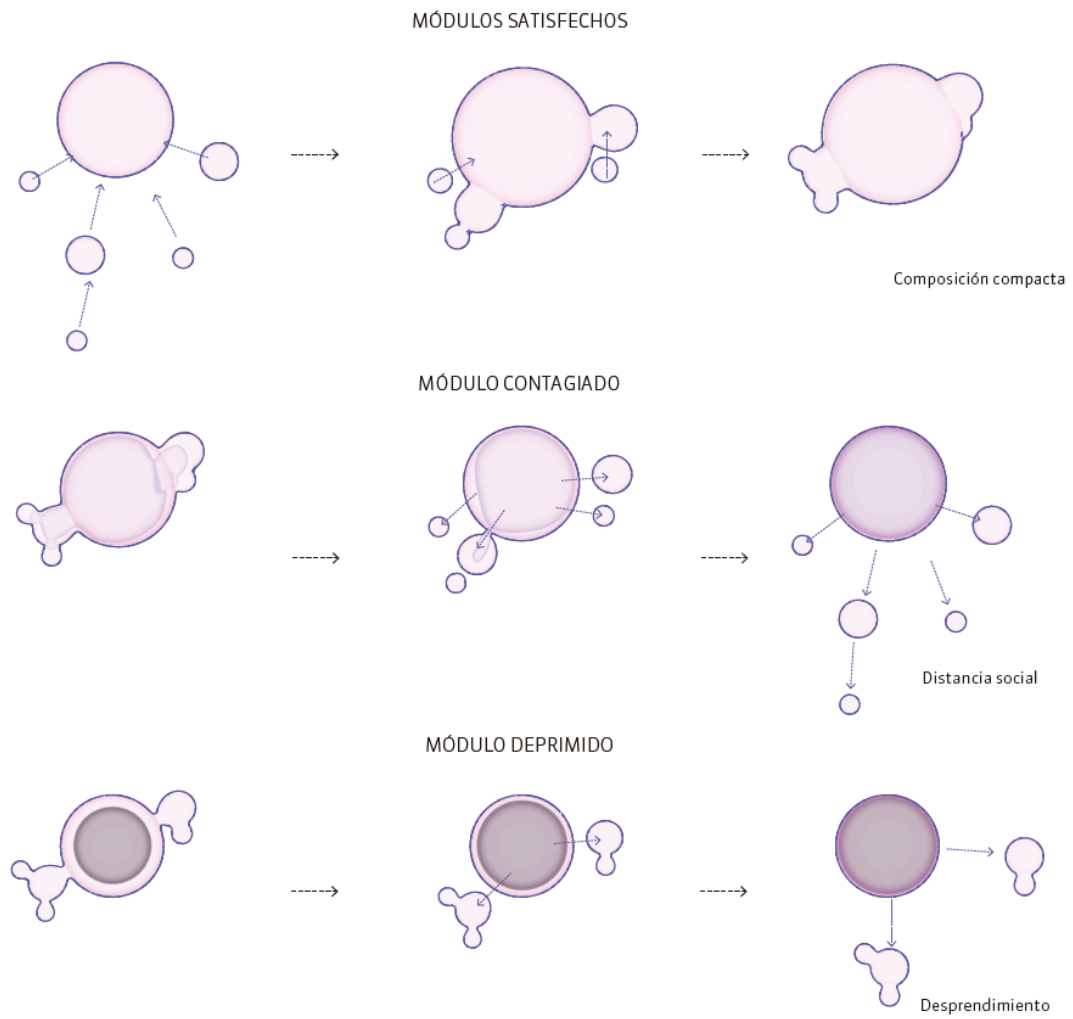 MÓDULOS SATISFECHOS
Composición compacta
MÓDULO CONTAGIADO
Distancia social
MÓDULO DEPRIMIDO
Desprendimiento